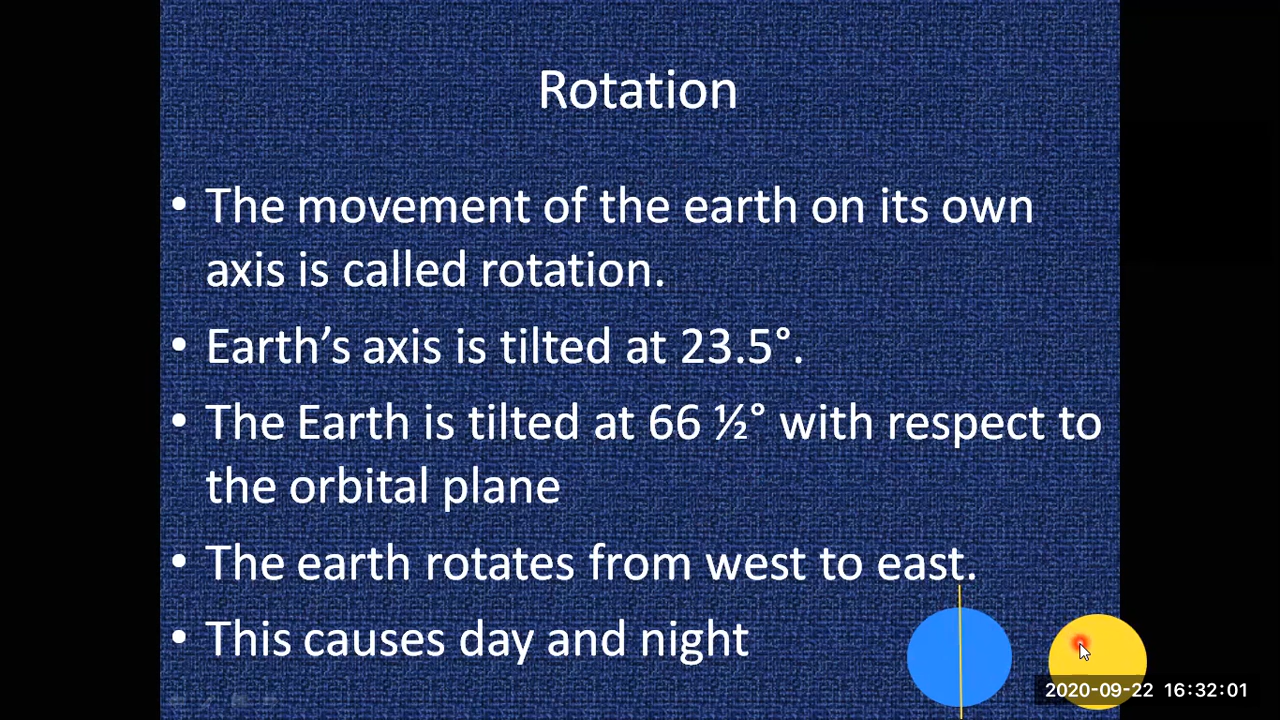 Rotation
• The movement of the earth on its own
axis is called rotation.
• Earth’s axis is tilted at 23.5°.
• The Earth is tilted at 66 ½° with respect to
the orbital plane
• The earth rotates from west to east.
• This causes day and night
2020-09-22 16:32:01